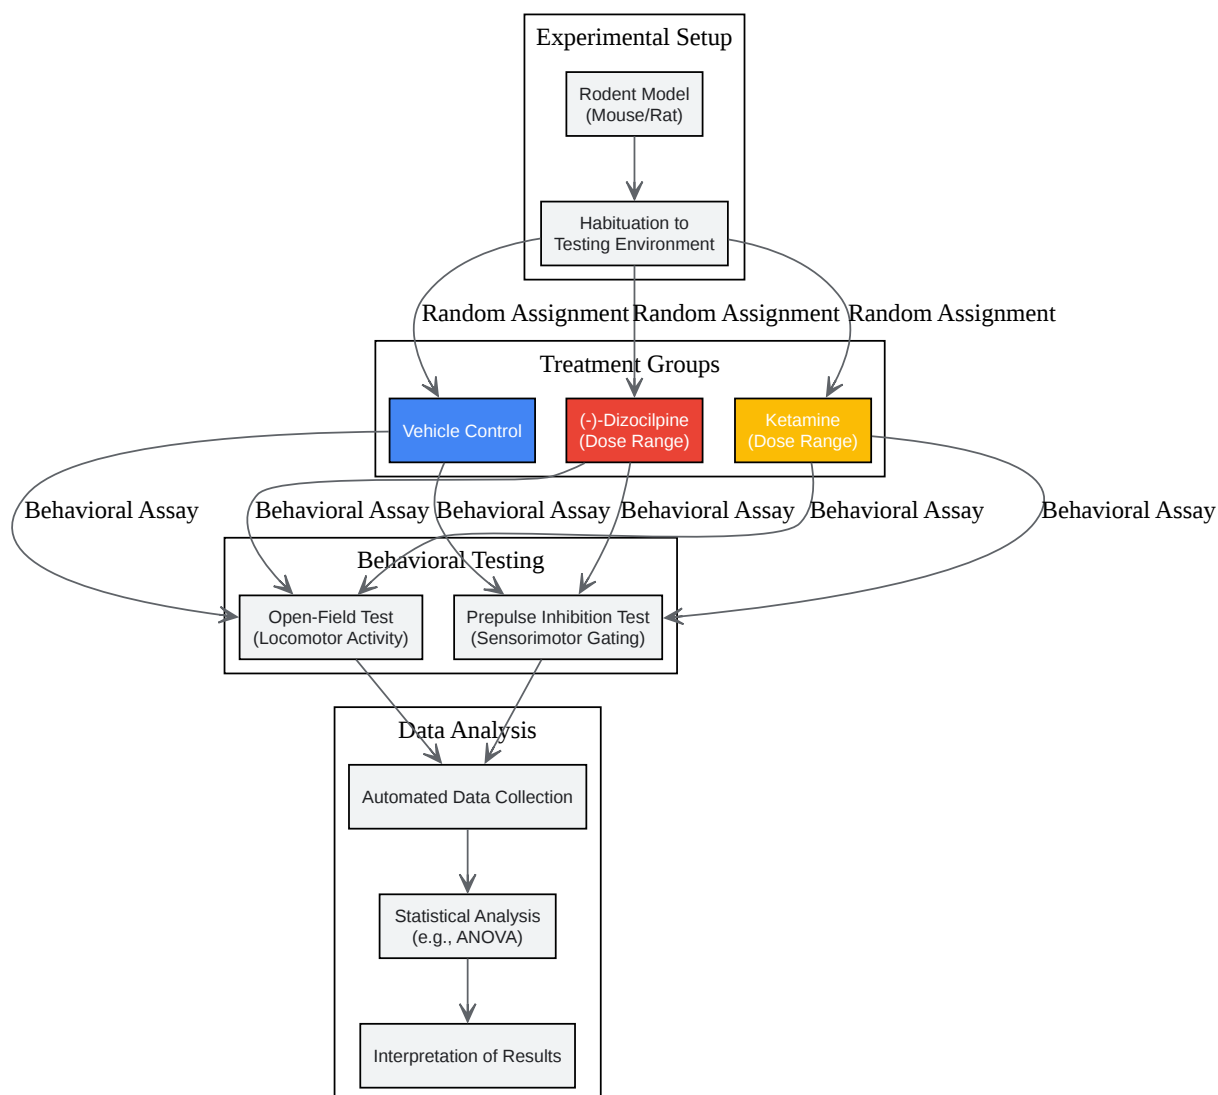 Experimental Setup
Rodent Model
(Mouse/Rat)
Habituation to
Testing Environment
Random Assignment
Random Assignment
Random Assignment
Treatment Groups
Vehicle Control
(-)-Dizocilpine
(Dose Range)
Ketamine
(Dose Range)
Behavioral Assay
Behavioral Assay
Behavioral Assay
Behavioral Assay
Behavioral Assay
Behavioral Assay
Behavioral Testing
Open-Field Test
(Locomotor Activity)
Prepulse Inhibition Test
(Sensorimotor Gating)
Data Analysis
Automated Data Collection
Statistical Analysis
(e.g., ANOVA)
Interpretation of Results